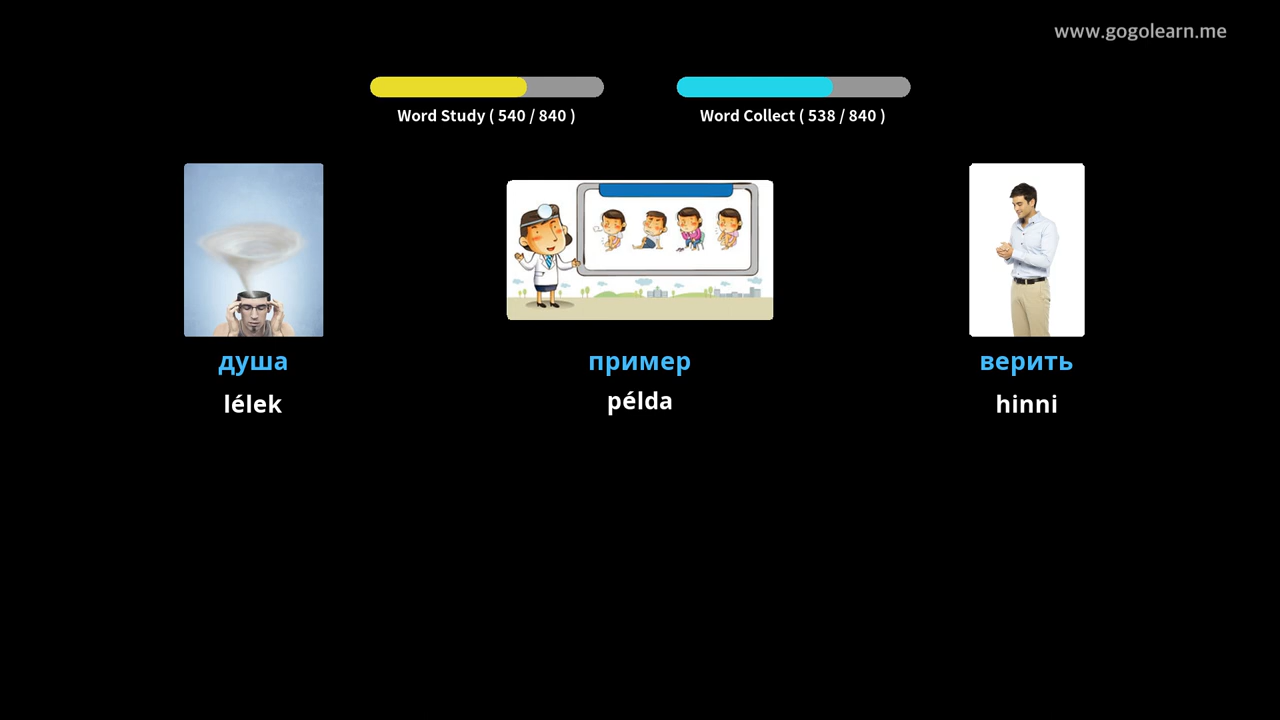 www.gogolearn.me
Word Study ( 540 / 840 )
Word Collect ( 538 / 840 )
душа
пример
верить
lélek
példa
hinni